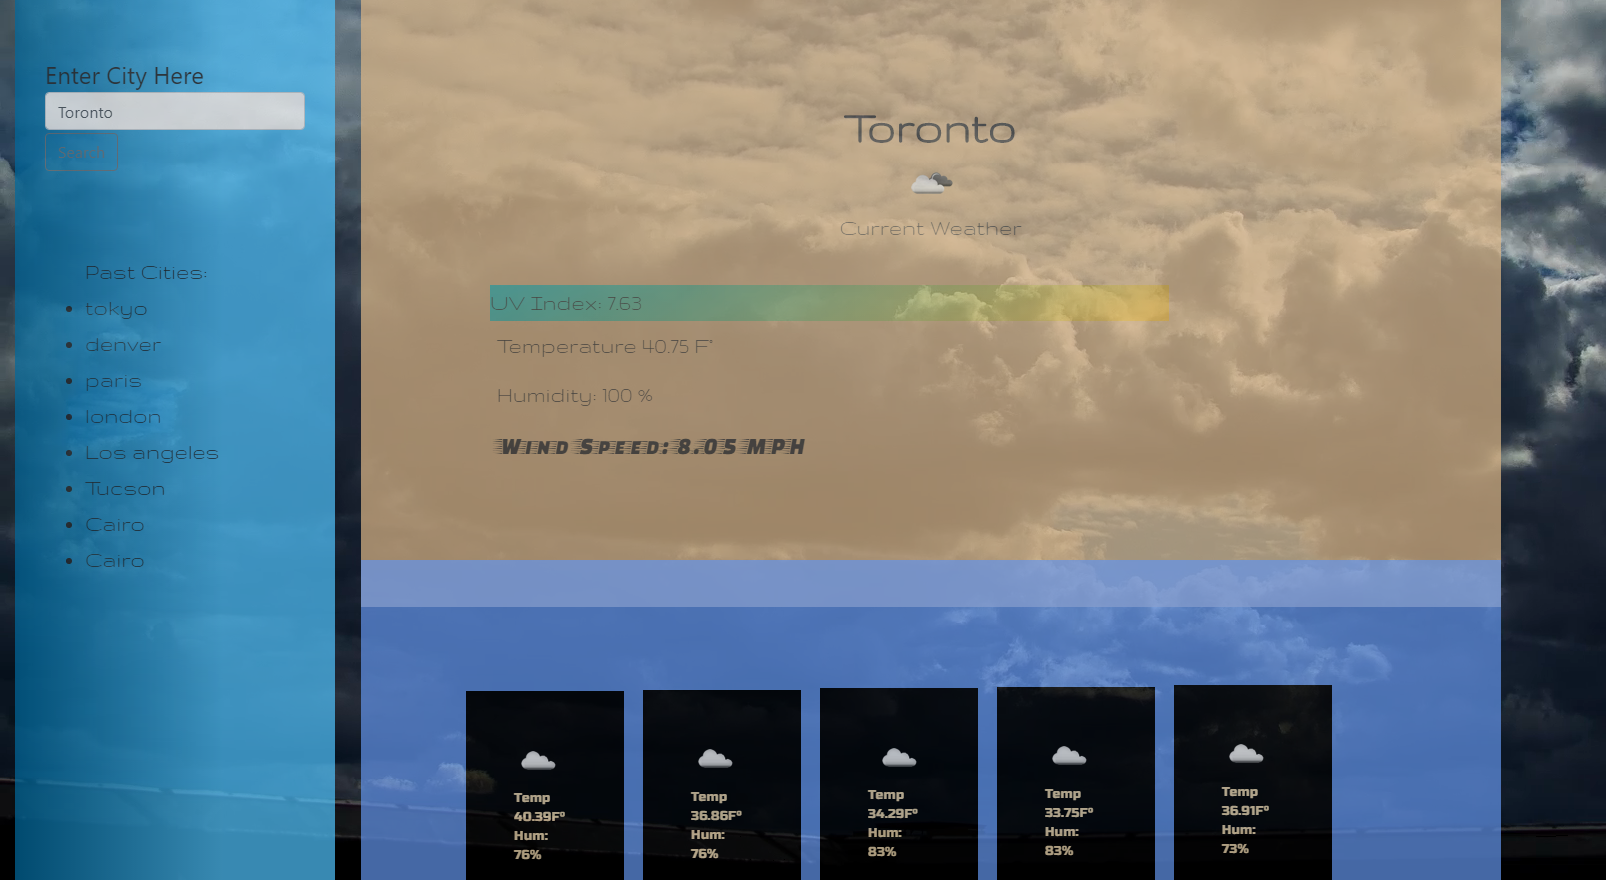 Enter City Here
Toronto
Search
Past Cities:
tokyo
denver
paris
london
Los angeles
Tucson
Cairo
Cairo
Toronto
Current Weather
UV Index: 7.63
Temperature 40.75 F°
Humidity: 100 %
Wind Speed: 8.05 MPH
Temp
40.39F°
Hum:
76%
Temp
36.86F°
Hum:
76%
Temp
34.29F°
Hum:
83%
Temp
33.75F°
Hum:
83%
Temp
36.91F°
Hum:
73%